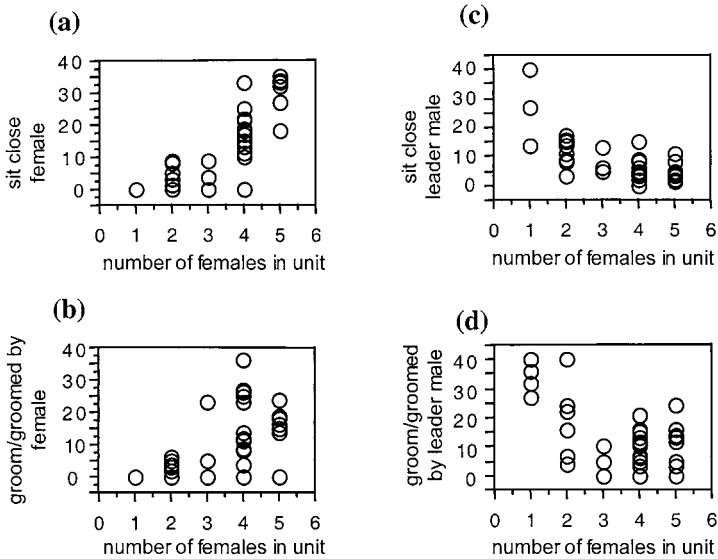 (a)
sit close
female
40
30
20
10
0
0 1 2 3 4 5 6
number of females in unit
(b)
groom/groomed by
female
40
30
20
10
0
0 1 2 3 4 5 6
number of females in unit
(c)
sit close
leader male
40
30
20
10
0
0 1 2 3 4 5 6
number of females in unit
(d)
groom/groomed
by leader male
40
30
20
10
0
0 1 2 3 4 5 6
number of females in unit